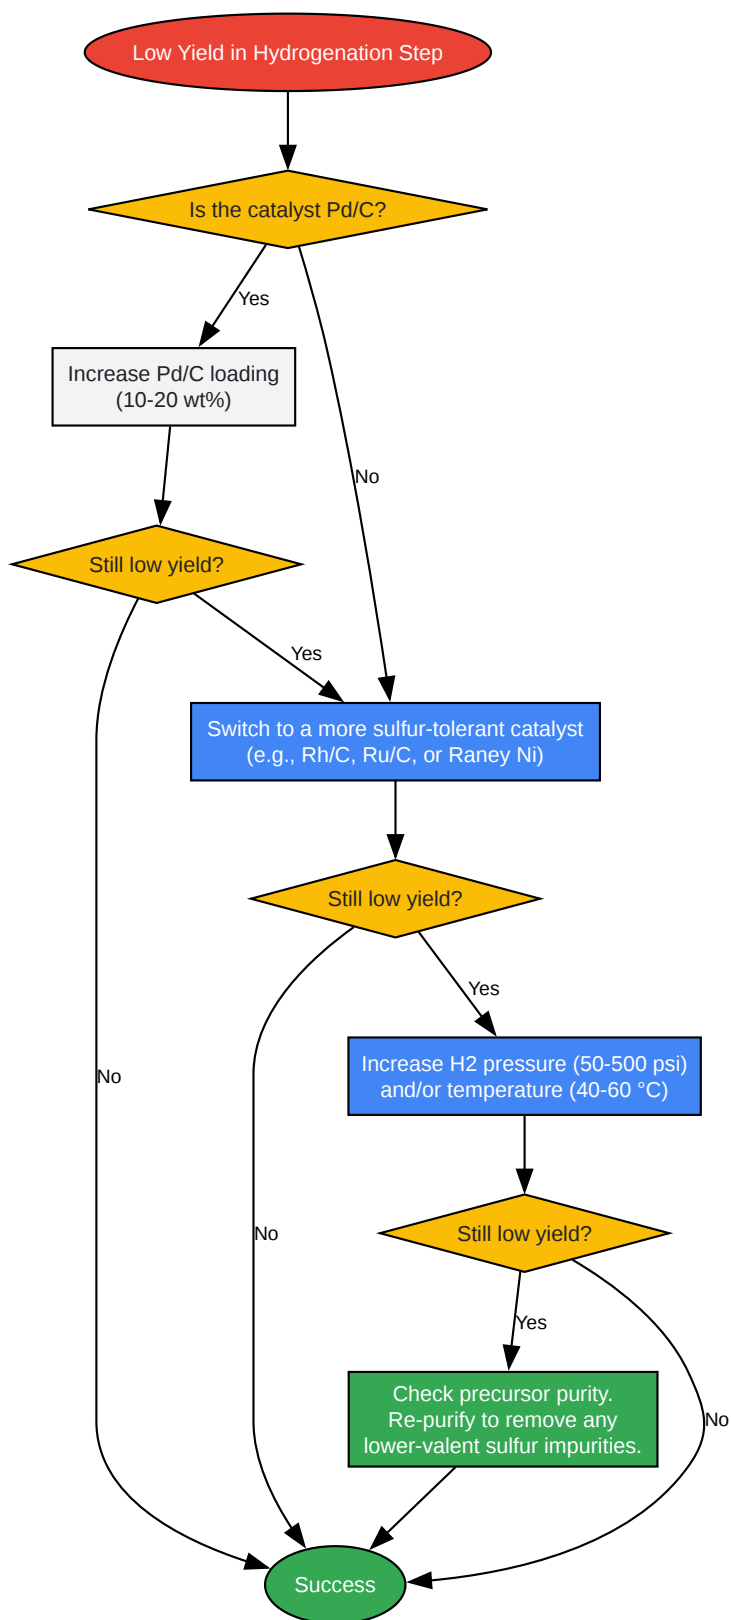 Low Yield in Hydrogenation Step
Is the catalyst Pd/C?
Yes
Increase Pd/C loading
(10-20 wt%)
No
Still low yield?
Yes
Switch to a more sulfur-tolerant catalyst
(e.g., Rh/C, Ru/C, or Raney Ni)
Still low yield?
Yes
Increase H2 pressure (50-500 psi)
and/or temperature (40-60 °C)
No
No
Still low yield?
Yes
Check precursor purity.
Re-purify to remove any
lower-valent sulfur impurities.
No
Success